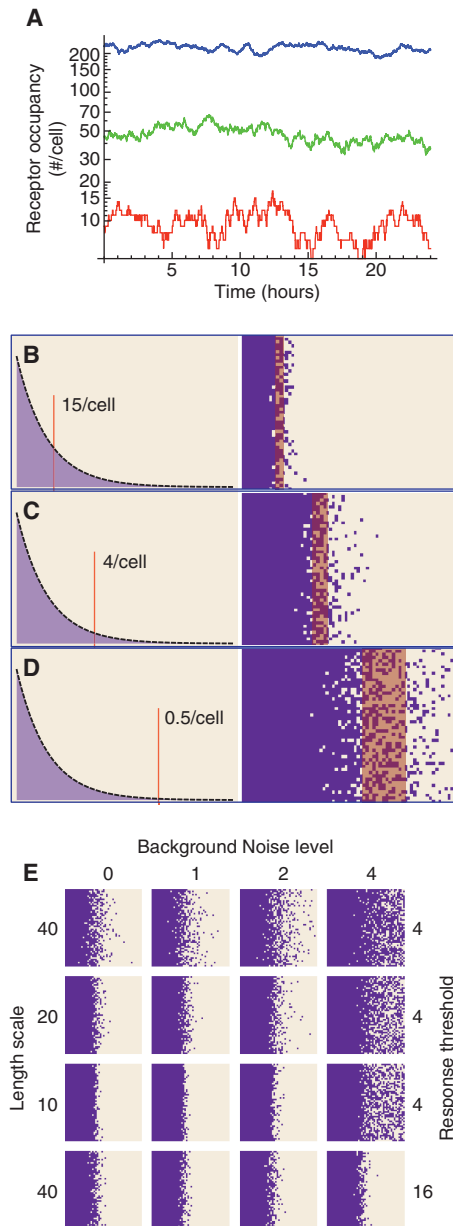 A
Receptor occupancy
(#/cell)
200
150
100
70
50
30
20
15
10
5
10
15
20
Time (hours)
B
15/cell
C
4/cell
D
0.5/cell
Background Noise level
E
0
1
2
4
Length scale
40
20
10
40
Response threshold
4
4
4
16